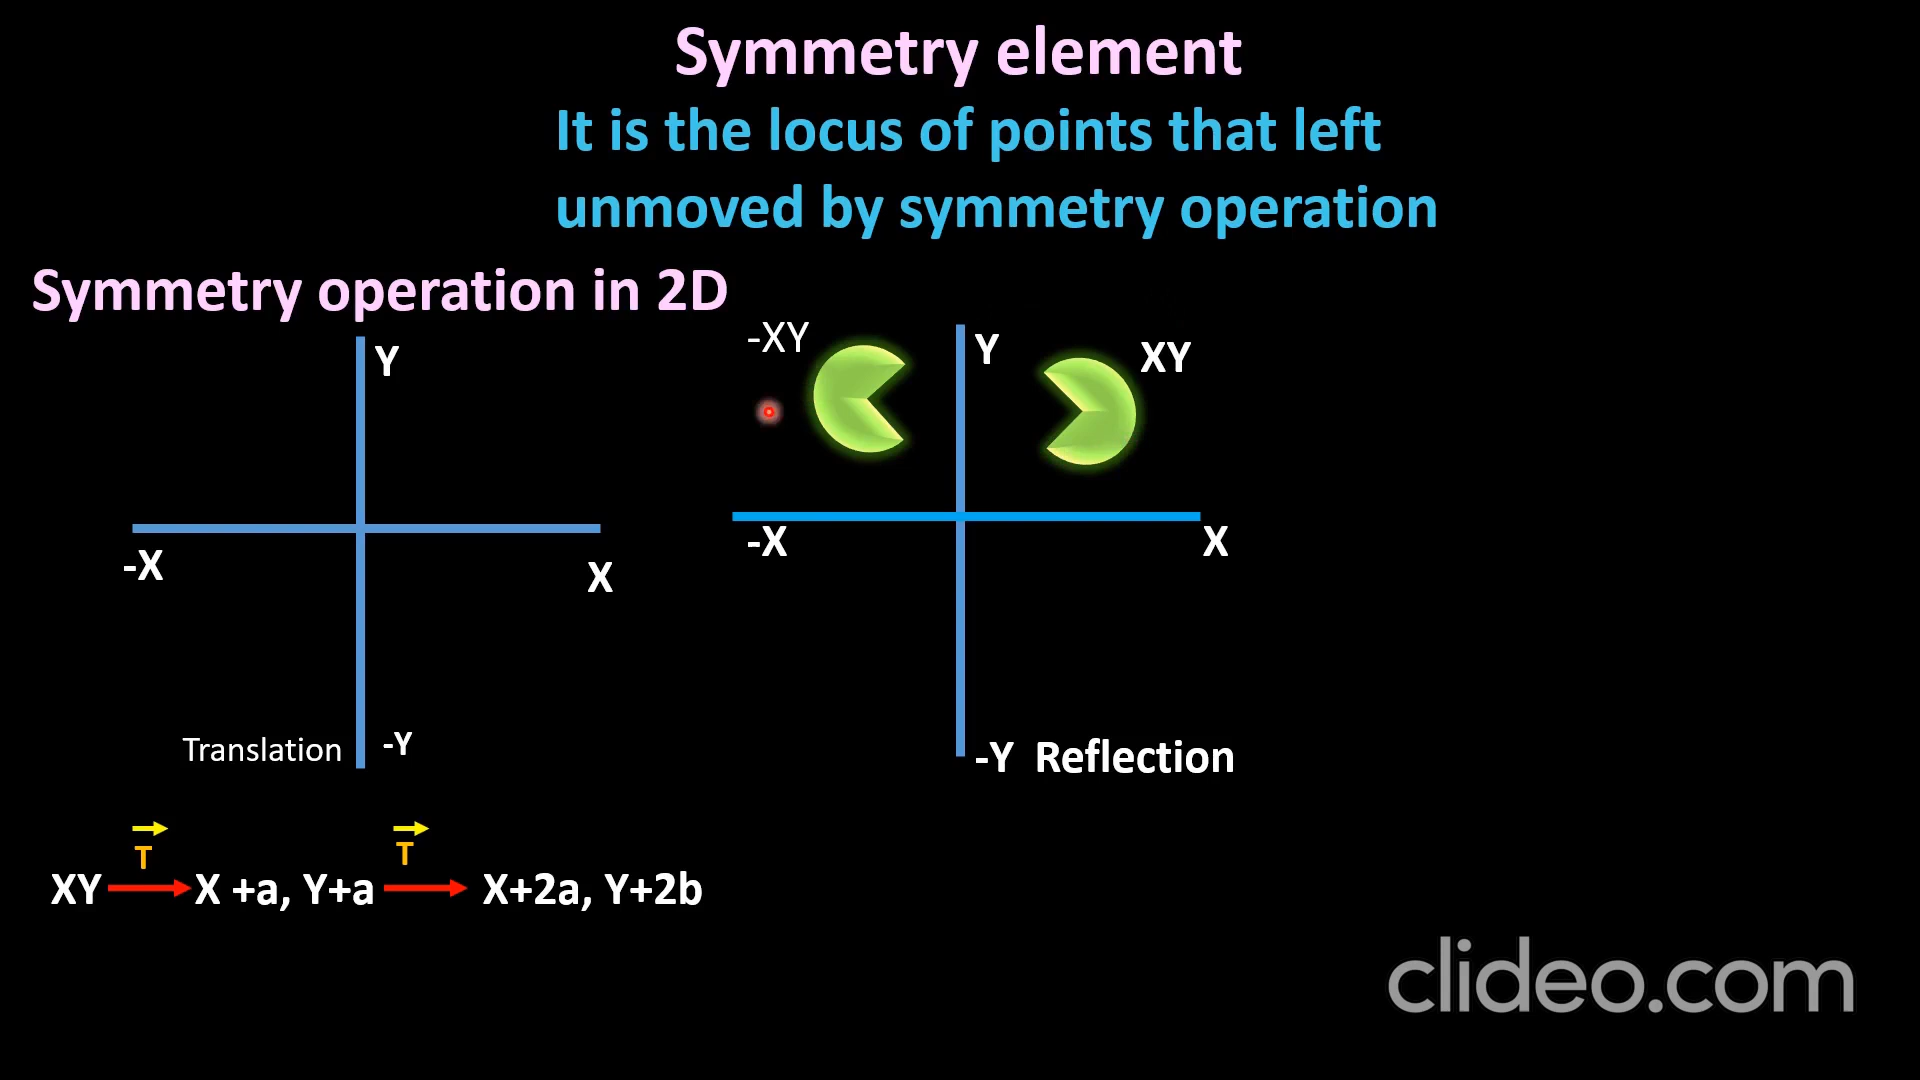 Symmetry element
It is the locus of points that left
unmoved by symmetry operation
Symmetry operation in 2D
Y
-X
X
Translation
-Y
-XY
Y
XY
-X
X
-Y Reflection
T
T
XY X +a, Y+a X+2a, Y+2b
clideo.com